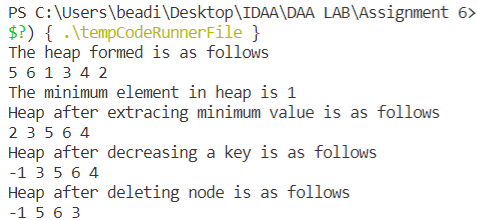 PS C:\Users\beadi\Desktop\IDAA\DAA LAB\Assignment 6>
$?) { .\tempCodeRunnerFile }
The heap formed is as follows
5 6 1 3 4 2
The minimum element in heap is 1
Heap after extracing minimum value is as follows
2 3 5 6 4
Heap after decreasing a key is as follows
-1 3 5 6 4
Heap after deleting node is as follows
-1 5 6 3